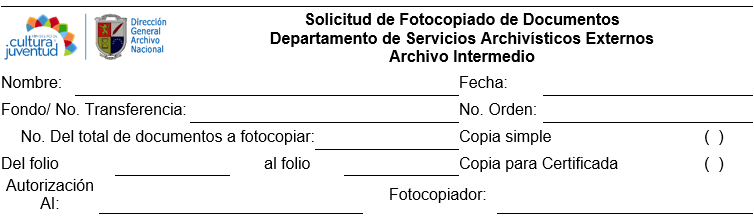 Solicitud de Fotocopiado de Documentos
Departamento de Servicios Archivísticos Externos
Archivo Intermedio
cultura
juventud
Dirección
General
Archivo
Nacional
Nombre: Fecha:
Fondo/ No. Transferencia: No. Orden:
No. Del total de documentos a fotocopiar: Copia simple ( )
Del folio al folio Copia para Certificada ( )
Autorización
AI: Fotocopiador: